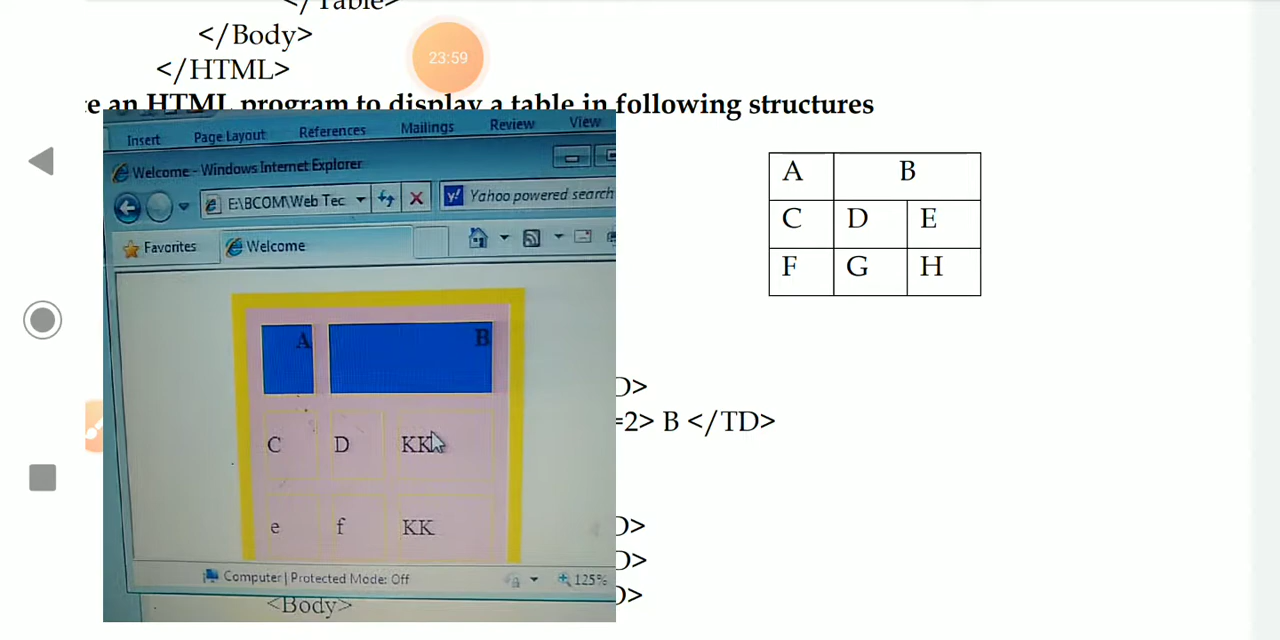 </Table>
</Body>
</HTML>
23:59
e an HTML program to display a table in following structures
Insert Page Layout References Mailings Review View
Welcome - Windows Internet Explorer
E:\BCOM\Web Tec
Yahoo powered search
Favorites
Welcome
A B
C D KK
e f KK
Computer | Protected Mode: Off
125%
<Body>
A B
C D E
F G H
D>
=2> B </TD>
D>
D>
D>